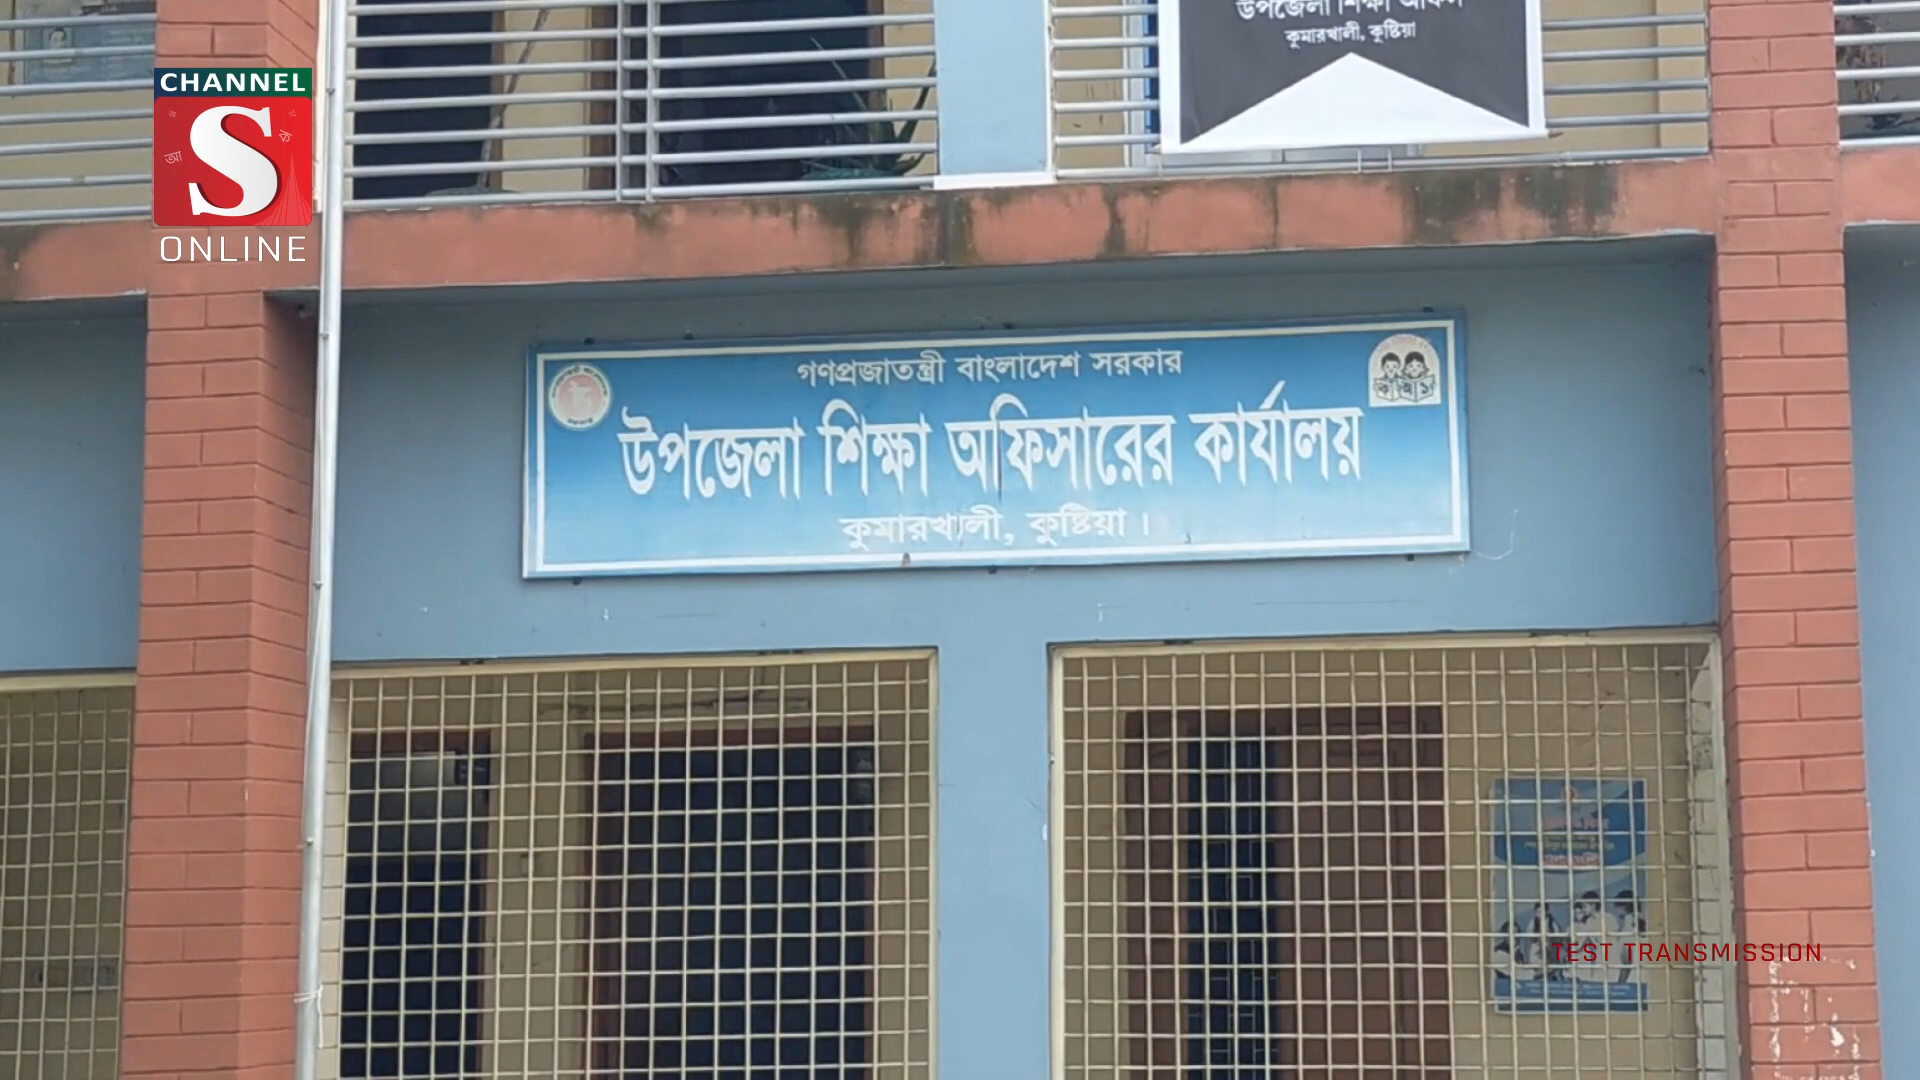 উপজেলা শিক্ষা অফিস
কুমারখালী, কুষ্টিয়া
CHANNEL
S
ONLINE
গণপ্রজাতন্ত্রী বাংলাদেশ সরকার
উপজেলা শিক্ষা অফিসারের কার্যালয়
কুমারখালী, কুষ্টিয়া।
TEST TRANSMISSION